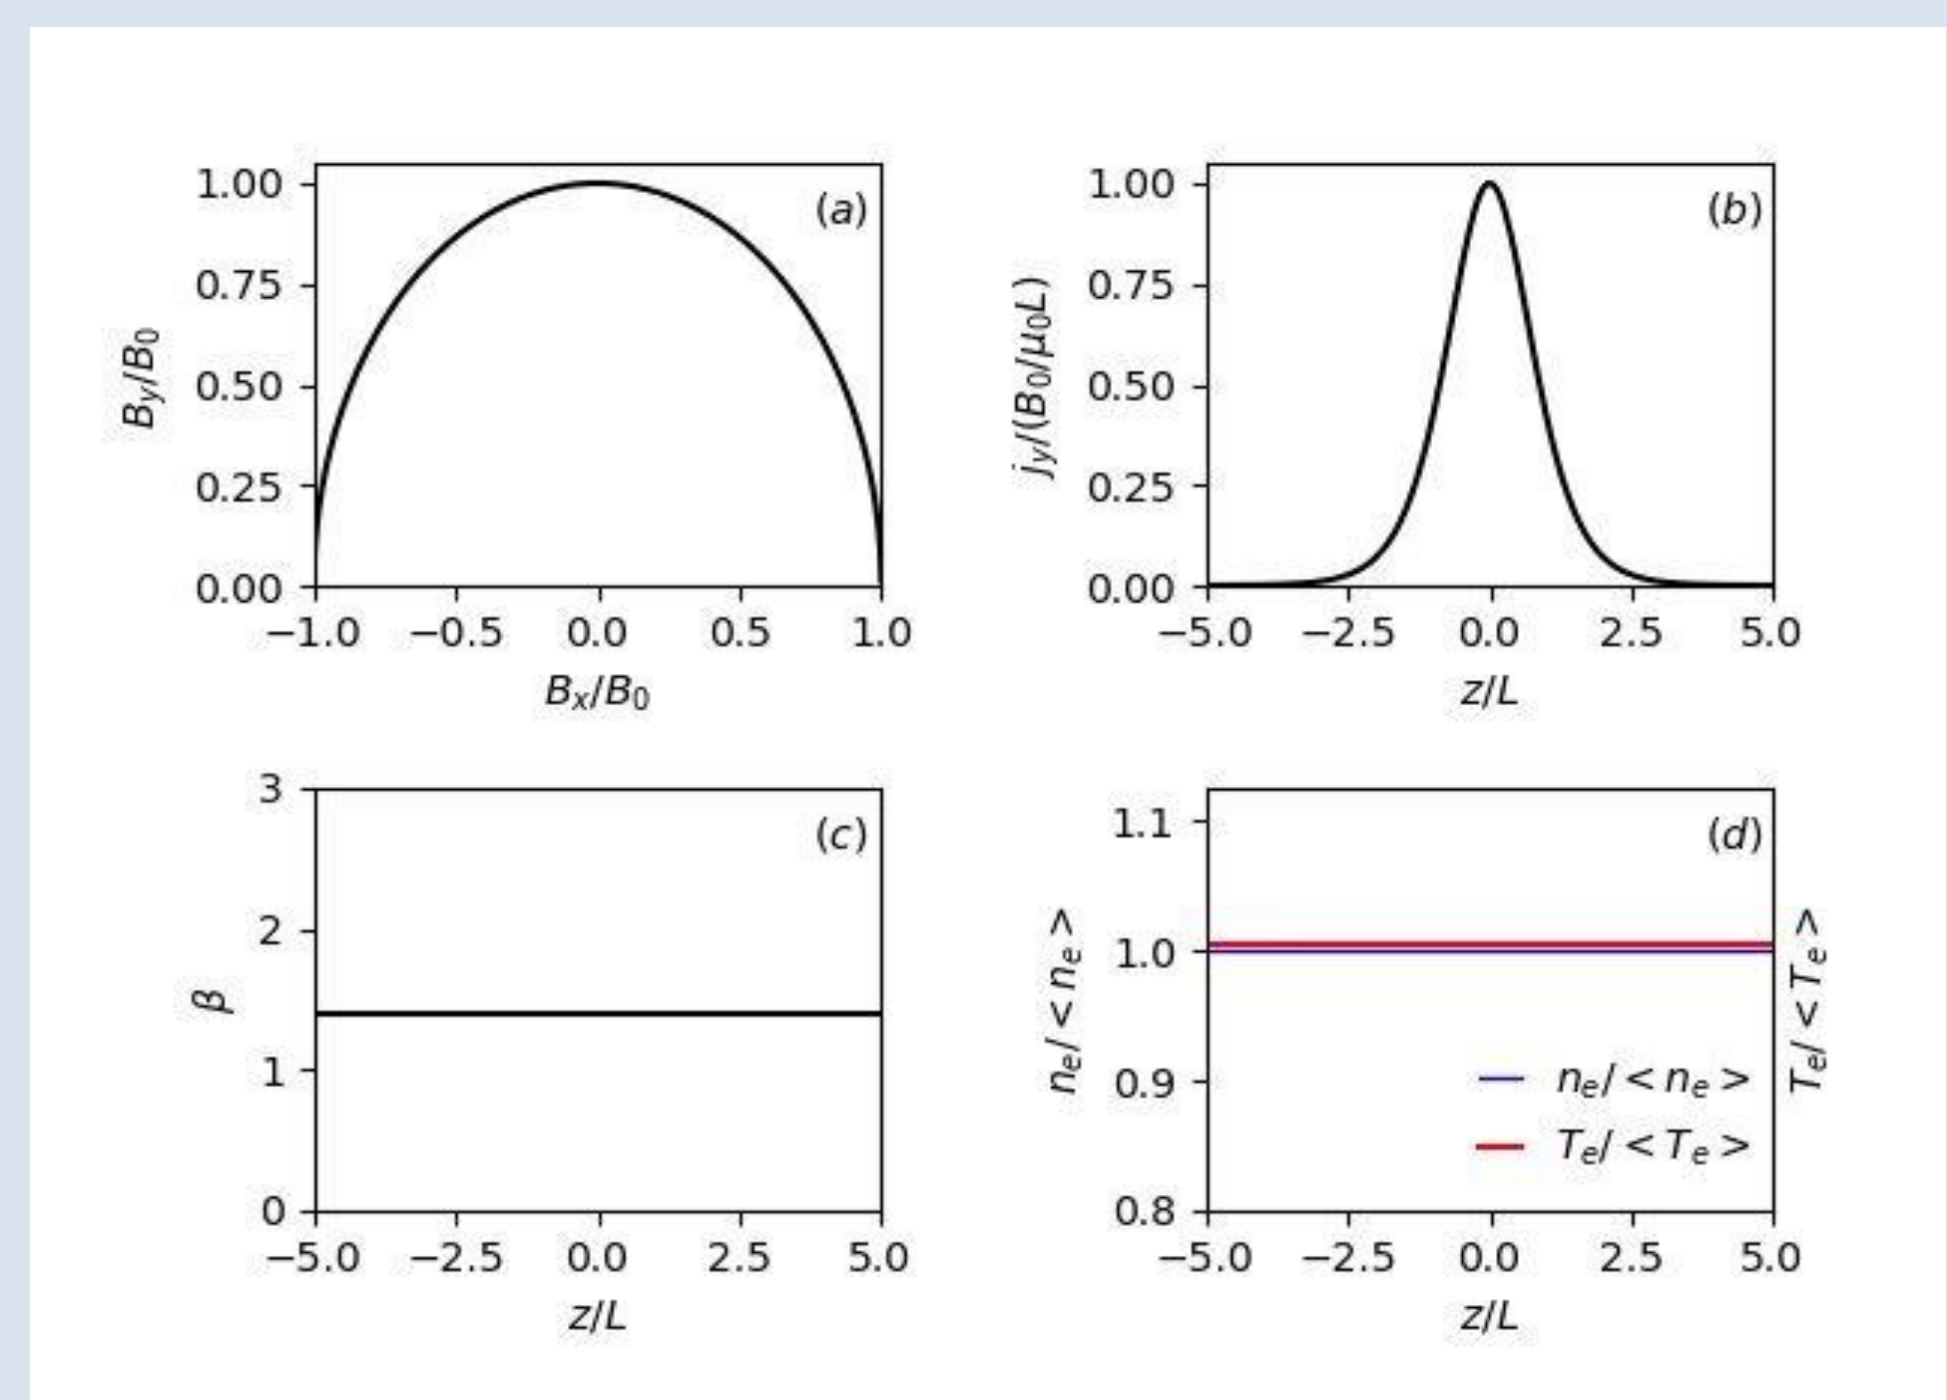 (a)
1.00
0.75
0.50
0.25
0.00
By/B0
−1.0 −0.5 0.0 0.5 1.0
Bx/B0
(b)
1.00
0.75
0.50
0.25
0.00
jy/(B0/μ0L)
−5.0 −2.5 0.0 2.5 5.0
z/L
(c)
3
2
1
0
β
−5.0 −2.5 0.0 2.5 5.0
z/L
(d)
1.1
1.0
0.9
0.8
ne/<ne>
Te/<Te>
ne/<ne>
Te/<Te>
−5.0 −2.5 0.0 2.5 5.0
z/L